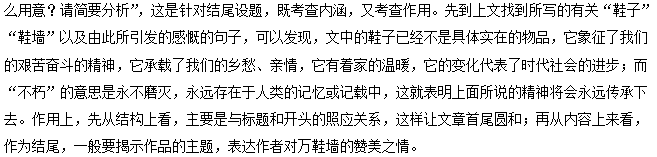 么用意？请简要分析”，这是针对结尾设题，既考查内涵，又考查作用。先到上文找到所写的有关“鞋子”
“鞋墙”以及由此所引发的感慨的句子，可以发现，文中的鞋子已经不是具体实在的物品，它象征了我们
的艰苦奋斗的精神，它承载了我们的乡愁、亲情，它有着家的温暖，它的变化代表了时代社会的进步；而
“不朽”的意思是永不磨灭，永远存在于人类的记忆或记载中，这就表明上面所说的精神将会永远传承下
去。作用上，先从结构上看，主要是与标题和开头的照应关系，这样让文章首尾圆和；再从内容上来看，
作为结尾，一般要揭示作品的主题，表达作者对万鞋墙的赞美之情。